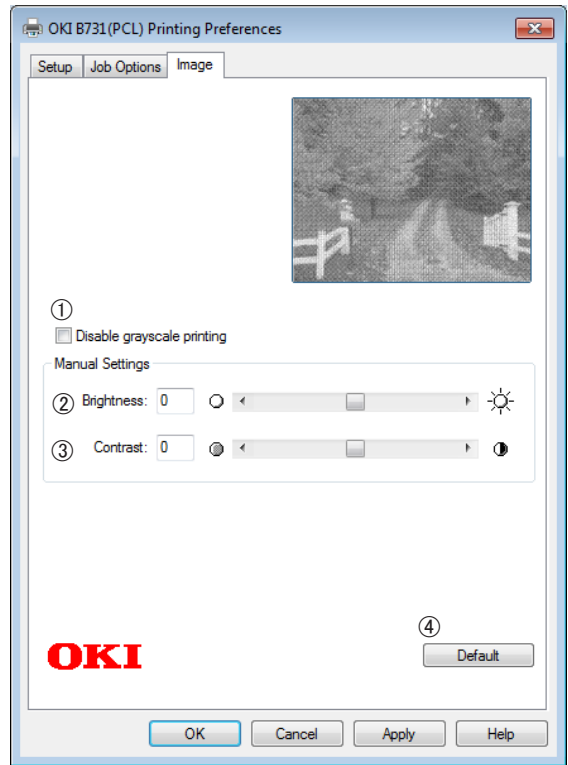 OKI B731(PCL) Printing Preferences
Setup Job Options Image
①
Disable grayscale printing
Manual Settings
② Brightness: 0
③ Contrast: 0
④
OKI Default
OK Cancel Apply Help